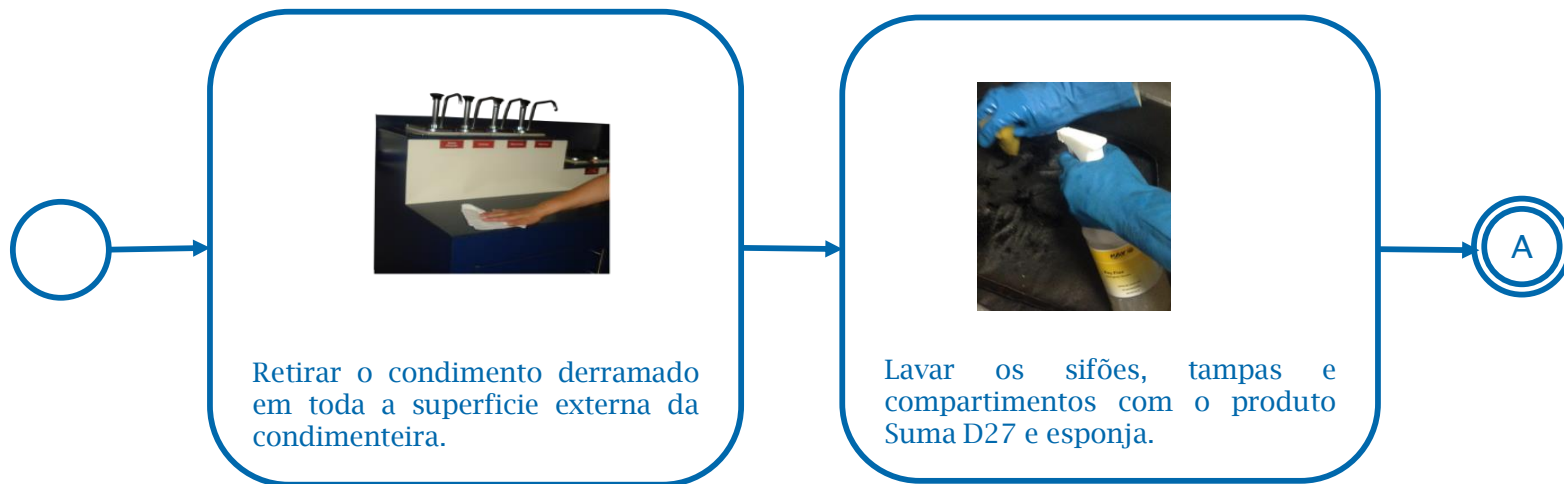 Retirar o condimento derramado
em toda a superficie externa da
condimenteira.
Lavar os sifões, tampas e
compartimentos com o produto
Suma D27 e esponja.
A